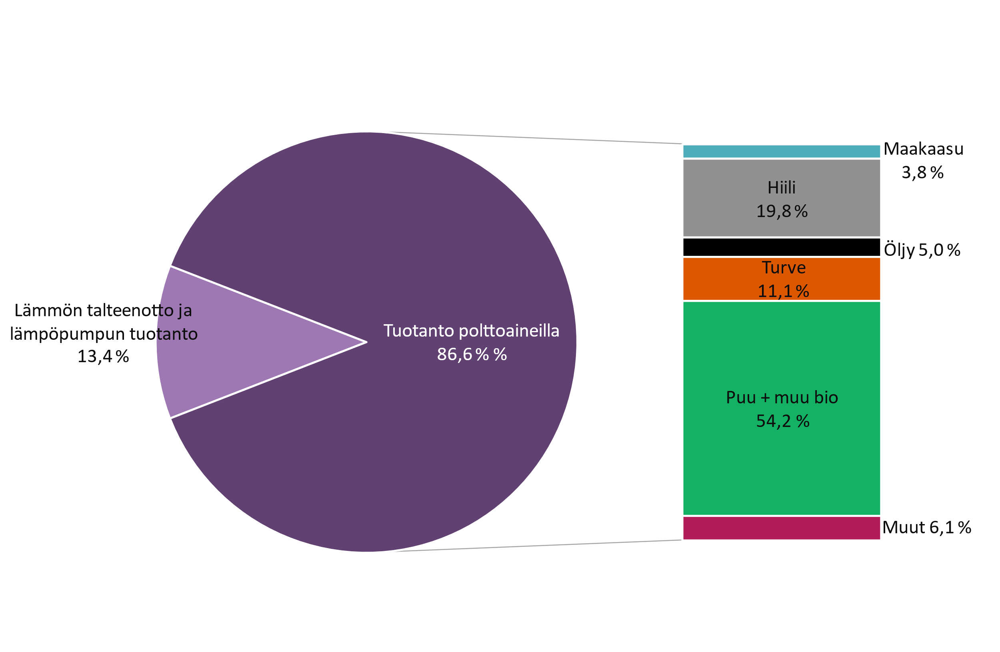 Lämmön talteenotto ja
lämpöpumpun tuotanto
13,4 %
Tuotanto polttoaineilla
86,6 % %
Maakaasu
3,8 %
Hiili
19,8 %
Öljy 5,0 %
Turve
11,1 %
Puu + muu bio
54,2 %
Muut 6,1 %